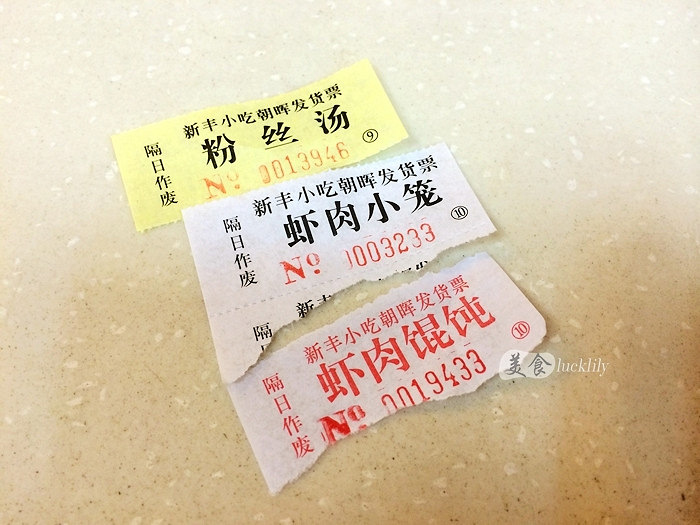 新丰小吃朝晖发货票
粉丝汤
⑨
隔日作废
№ 0013946
新丰小吃朝晖发货票
虾肉小笼
⑩
隔日作废
№ 0003233
隔日
新丰小吃朝晖发货票
虾肉馄饨
⑩
隔日作废
№ 0019433
美食 lucklily